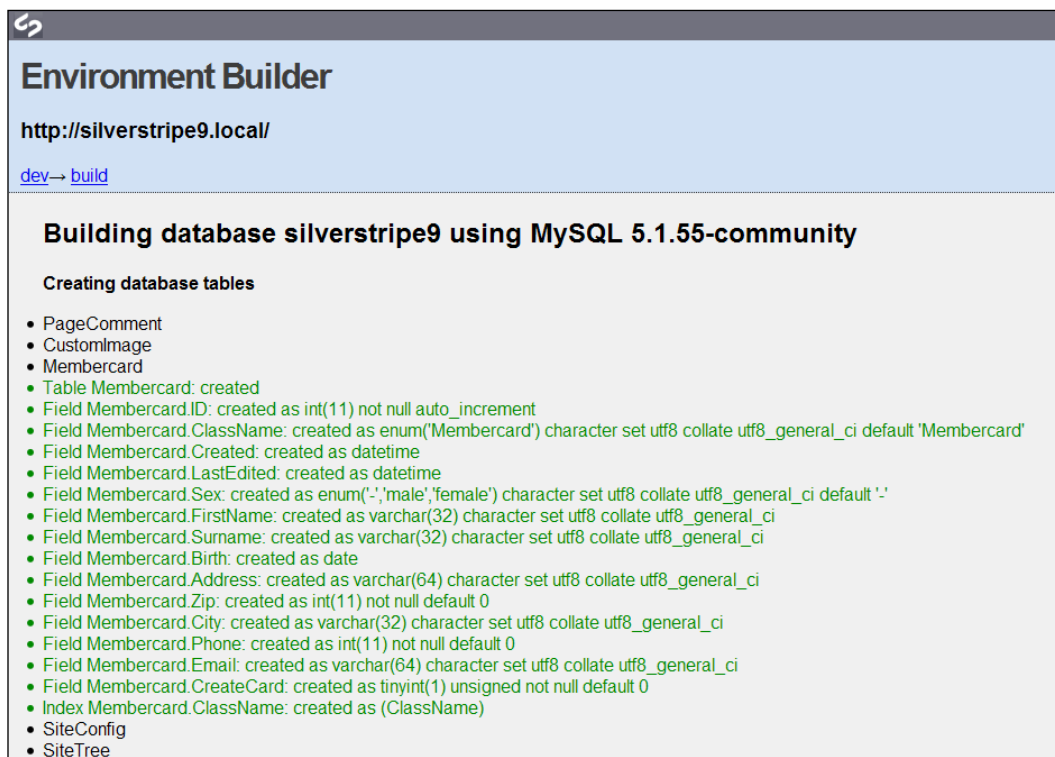 Environment Builder
http://silverstripe9.local/
dev→ build
Building database silverstripe9 using MySQL 5.1.55-community
Creating database tables
• PageComment
• CustomImage
• Membercard
• Table Membercard: created
• Field Membercard.ID: created as int(11) not null auto_increment
• Field Membercard.ClassName: created as enum('Membercard') character set utf8 collate utf8_general_ci default 'Membercard'
• Field Membercard.Created: created as datetime
• Field Membercard.LastEdited: created as datetime
• Field Membercard.Sex: created as enum('-','male','female') character set utf8 collate utf8_general_ci default '-'
• Field Membercard.FirstName: created as varchar(32) character set utf8 collate utf8_general_ci
• Field Membercard.Surname: created as varchar(32) character set utf8 collate utf8_general_ci
• Field Membercard.Birth: created as date
• Field Membercard.Address: created as varchar(64) character set utf8 collate utf8_general_ci
• Field Membercard.Zip: created as int(11) not null default 0
• Field Membercard.City: created as varchar(32) character set utf8 collate utf8_general_ci
• Field Membercard.Phone: created as int(11) not null default 0
• Field Membercard.Email: created as varchar(64) character set utf8 collate utf8_general_ci
• Field Membercard.CreateCard: created as tinyint(1) unsigned not null default 0
• Index Membercard.ClassName: created as (ClassName)
• SiteConfig
• SiteTree